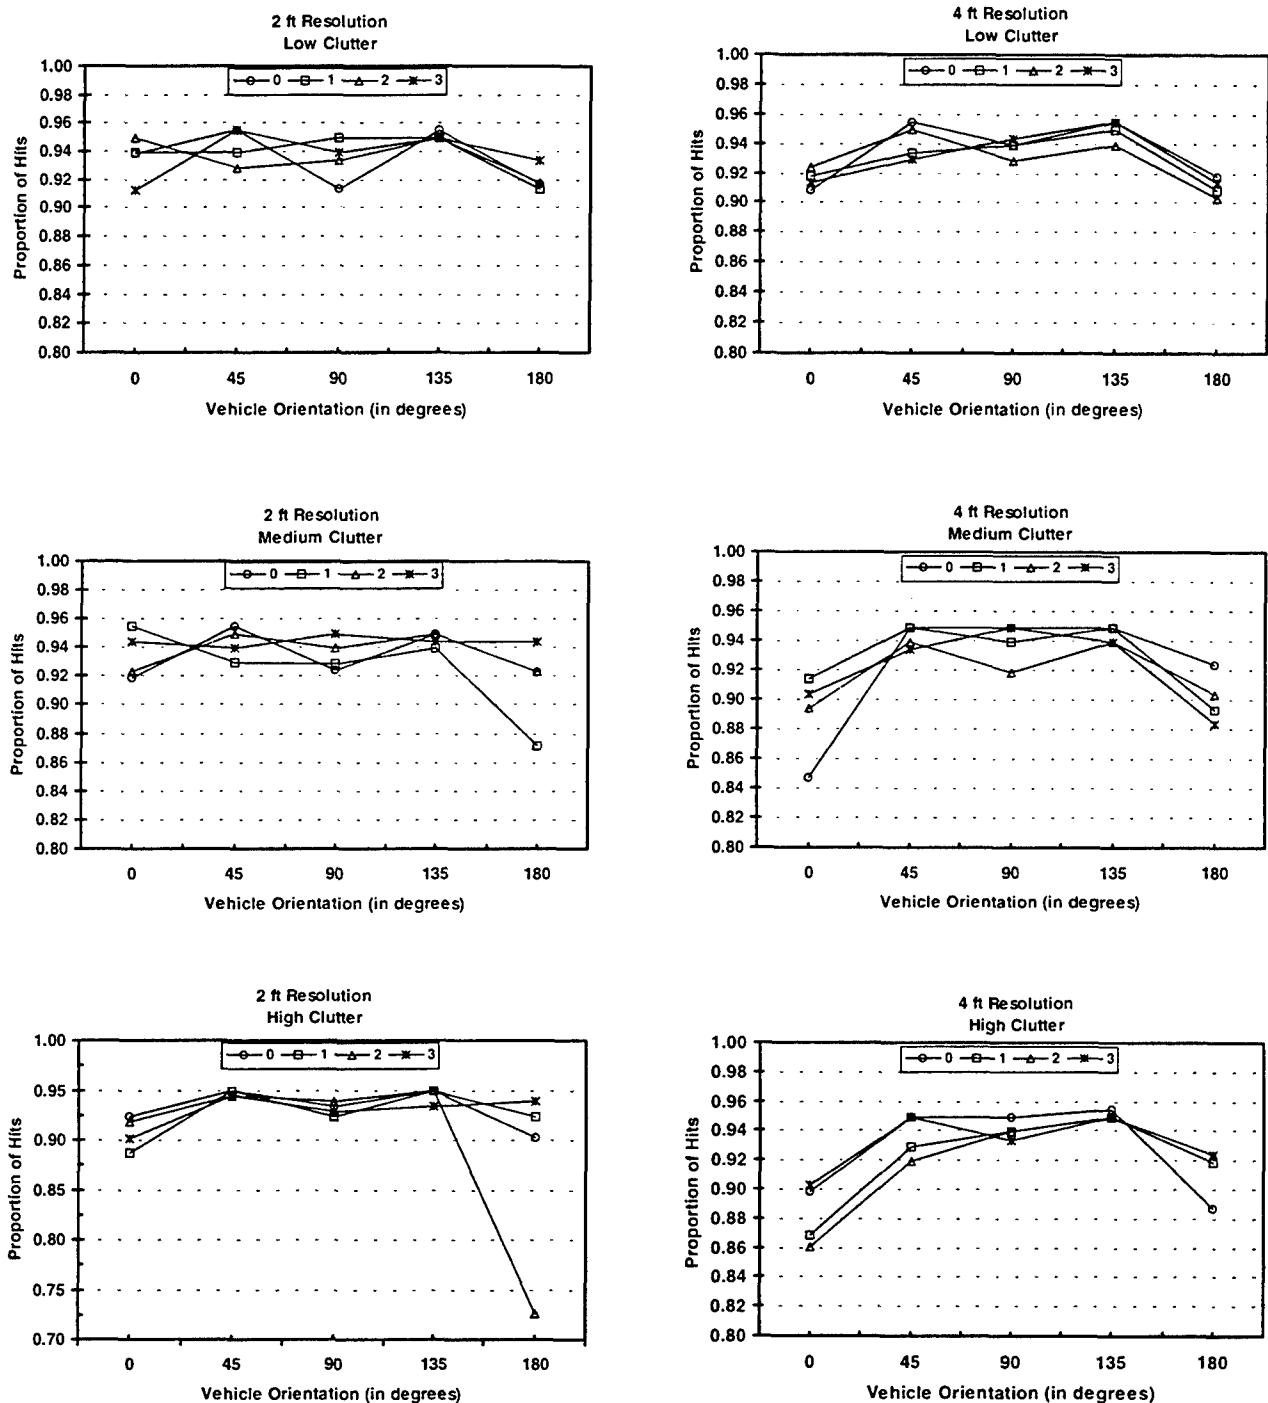 2 ft Resolution
Low Clutter
0 1 2 3
Proportion of Hits
1.00
0.98
0.96
0.94
0.92
0.90
0.88
0.86
0.84
0.82
0.80
0 45 90 135 180
Vehicle Orientation (in degrees)
4 ft Resolution
Low Clutter
0 1 2 3
Proportion of Hits
1.00
0.98
0.96
0.94
0.92
0.90
0.88
0.86
0.84
0.82
0.80
0 45 90 135 180
Vehicle Orientation (in degrees)
2 ft Resolution
Medium Clutter
0 1 2 3
Proportion of Hits
1.00
0.98
0.96
0.94
0.92
0.90
0.88
0.86
0.84
0.82
0.80
0 45 90 135 180
Vehicle Orientation (in degrees)
4 ft Resolution
Medium Clutter
0 1 2 3
Proportion of Hits
1.00
0.98
0.96
0.94
0.92
0.90
0.88
0.86
0.84
0.82
0.80
0 45 90 135 180
Vehicle Orientation (in degrees)
2 ft Resolution
High Clutter
0 1 2 3
Proportion of Hits
1.00
0.95
0.90
0.85
0.80
0.75
0.70
0 45 90 135 180
Vehicle Orientation (in degrees)
4 ft Resolution
High Clutter
0 1 2 3
Proportion of Hits
1.00
0.98
0.96
0.94
0.92
0.90
0.88
0.86
0.84
0.82
0.80
0 45 90 135 180
Vehicle Orientation (in degrees)